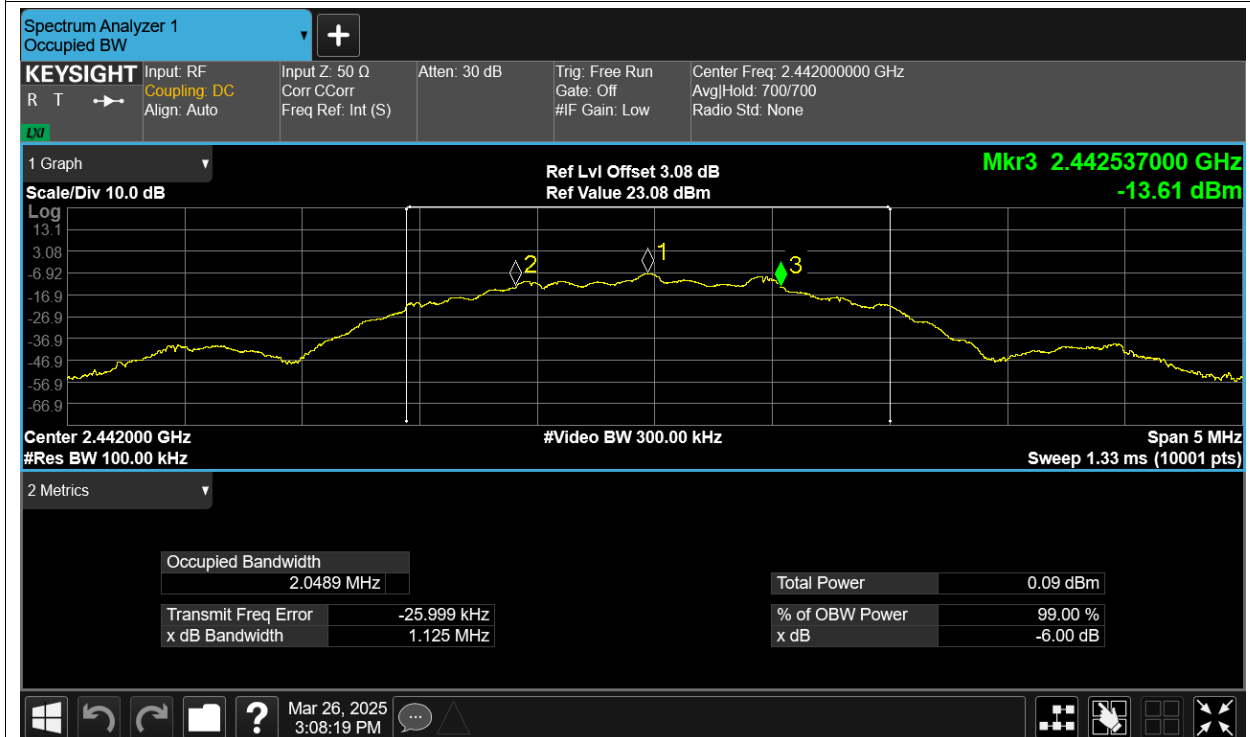 Spectrum Analyzer 1
Occupied BW
+
KEYSIGHT
R T
LXI
Input: RF
Coupling: DC
Align: Auto
Input Z: 50 Ω
Corr CCorr
Freq Ref: Int (S)
Atten: 30 dB
Trig: Free Run
Gate: Off
#IF Gain: Low
Center Freq: 2.442000000 GHz
Avg|Hold: 700/700
Radio Std: None
1 Graph
Scale/Div 10.0 dB
Ref Lvl Offset 3.08 dB
Ref Value 23.08 dBm
Mkr3 2.442537000 GHz
-13.61 dBm
Log
13.1
3.08
-6.92
-16.9
-26.9
-36.9
-46.9
-56.9
-66.9
2
1
3
Center 2.442000 GHz
#Video BW 300.00 kHz
Span 5 MHz
#Res BW 100.00 kHz
Sweep 1.33 ms (10001 pts)
2 Metrics
Occupied Bandwidth
2.0489 MHz
Total Power 0.09 dBm
Transmit Freq Error -25.999 kHz
% of OBW Power 99.00 %
x dB Bandwidth 1.125 MHz
x dB -6.00 dB
?
Mar 26, 2025
3:08:19 PM